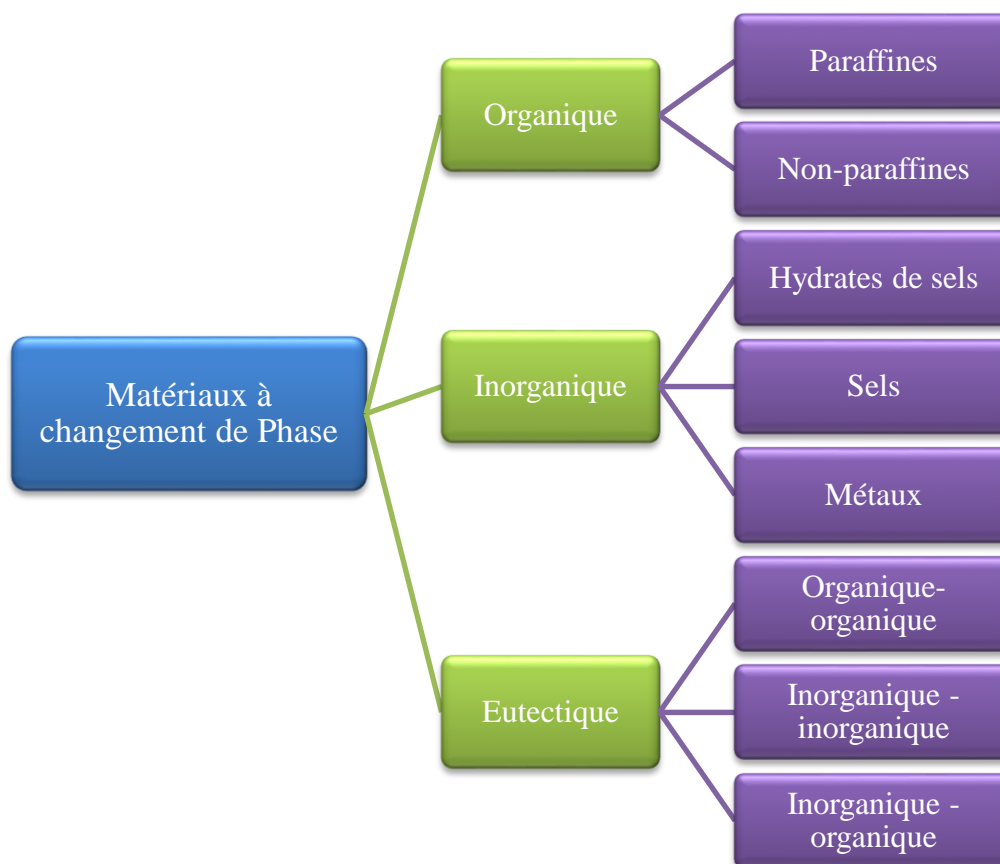 Matériaux à
changement de Phase
Organique
Paraffines
Non-paraffines
Inorganique
Hydrates de sels
Sels
Métaux
Eutectique
Organique-
organique
Inorganique -
inorganique
Inorganique -
organique